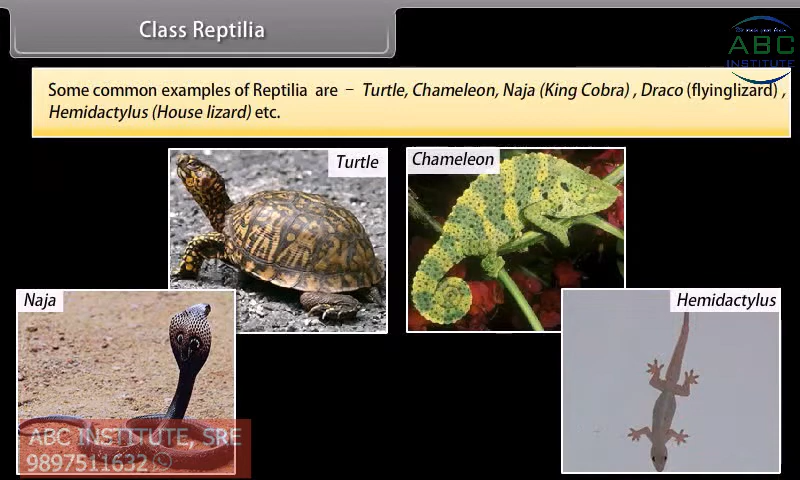 Class Reptilia
ABC
INSTITUTE
Some common examples of Reptilia are – Turtle, Chameleon, Naja (King Cobra) , Draco (flyinglizard) ,
Hemidactylus (House lizard) etc.
Turtle
Chameleon
Naja
Hemidactylus
ABC INSTITUTE, SRE
9897511632